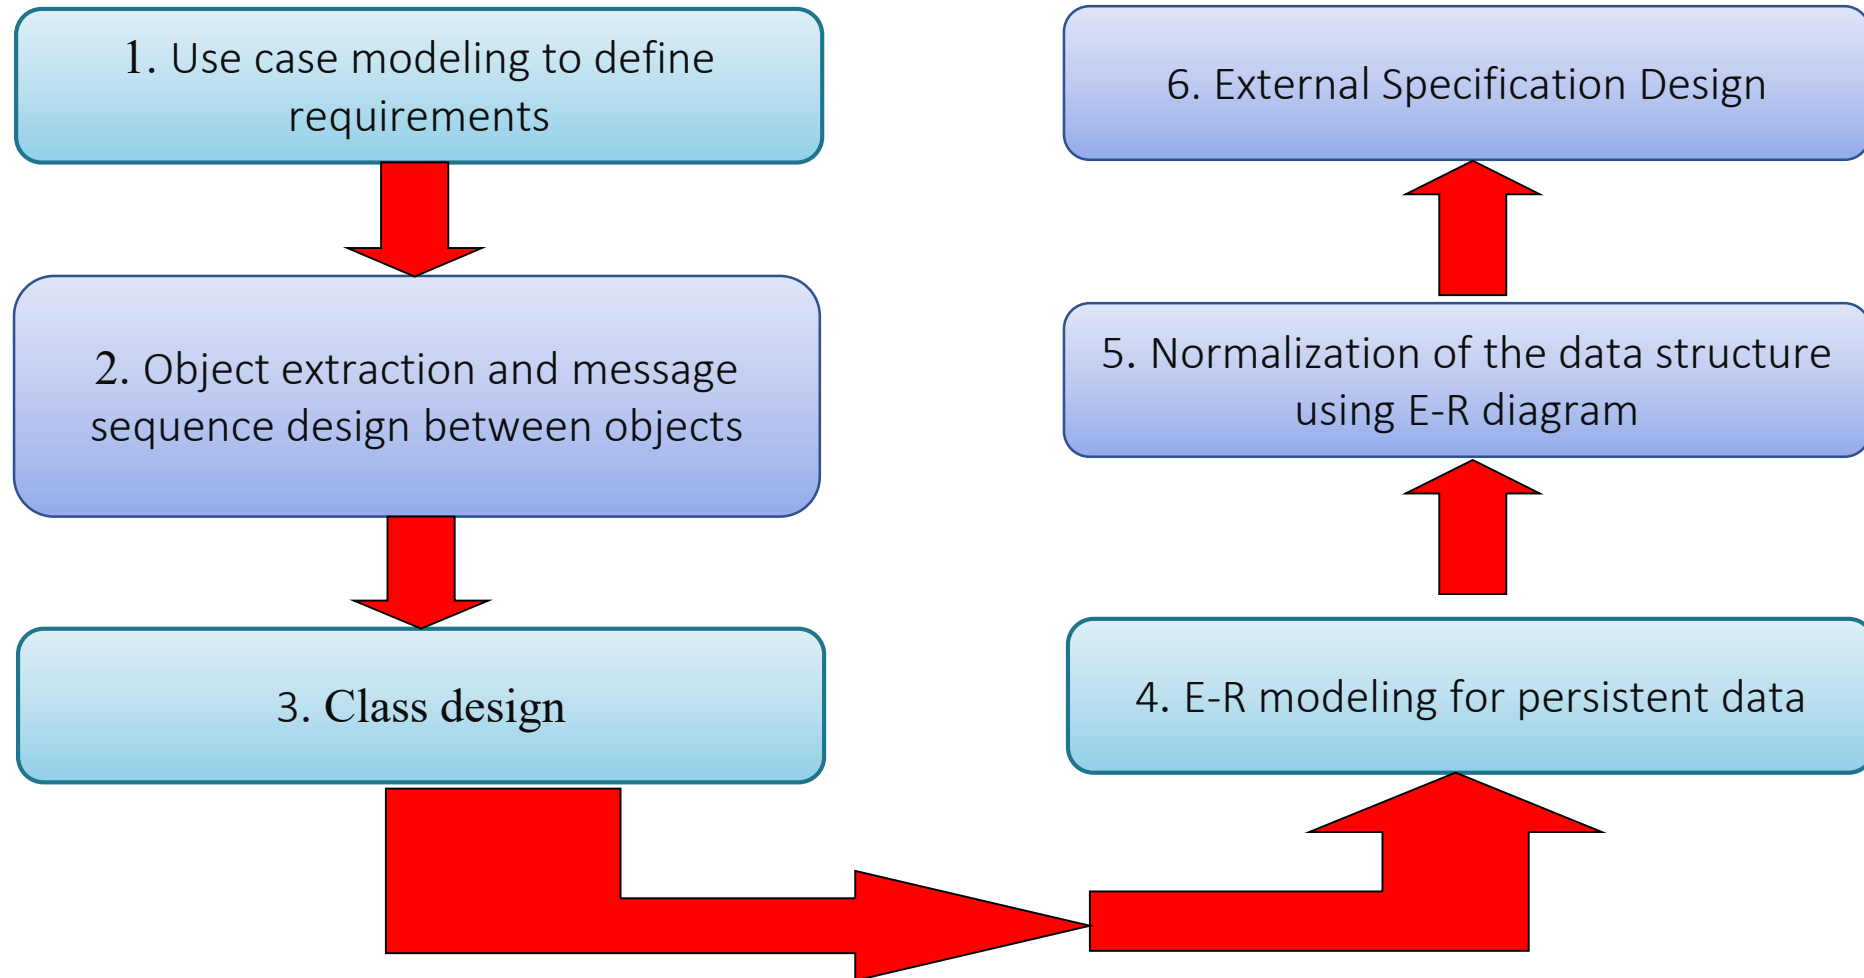 1. Use case modeling to define
requirements
2. Object extraction and message
sequence design between objects
3. Class design
4. E-R modeling for persistent data
5. Normalization of the data structure
using E-R diagram
6. External Specification Design